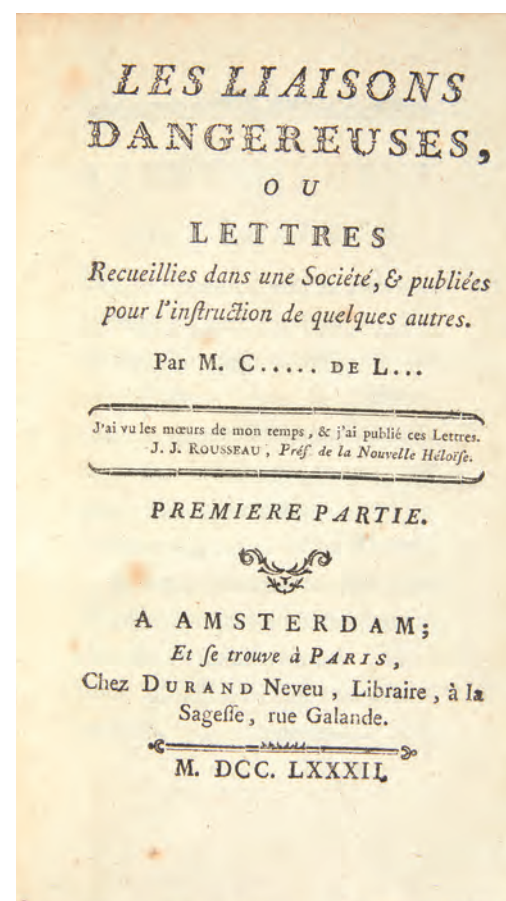 LES LIAISONS
DANGEREUSES,
OU
LETTRES
Recueillies dans une Société, & publiées
pour l'inſtruction de quelques autres.
Par M. C..... DE L...
J'ai vu les mœurs de mon temps, & j'ai publié ces Lettres.
J. J. ROUSSEAU, Préf. de la Nouvelle Héloïſe.
PREMIERE PARTIE.
A AMSTERDAM;
Et ſe trouve à PARIS,
Chez DURAND Neveu, Libraire, à la
Sageſſe, rue Galande.
M. DCC. LXXXII.